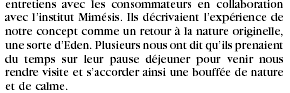 entretiens avec les consommateurs en collaboration
avec l'institut Mimésis. Ils décrivaient l'expérience de
notre concept comme un retour à la nature originelle,
une sorte d'Eden. Plusieurs nous ont dit qu'ils prenaient
du temps sur leur pause déjeuner pour venir nous
rendre visite et s'accorder ainsi une bouffée de nature
et de calme.